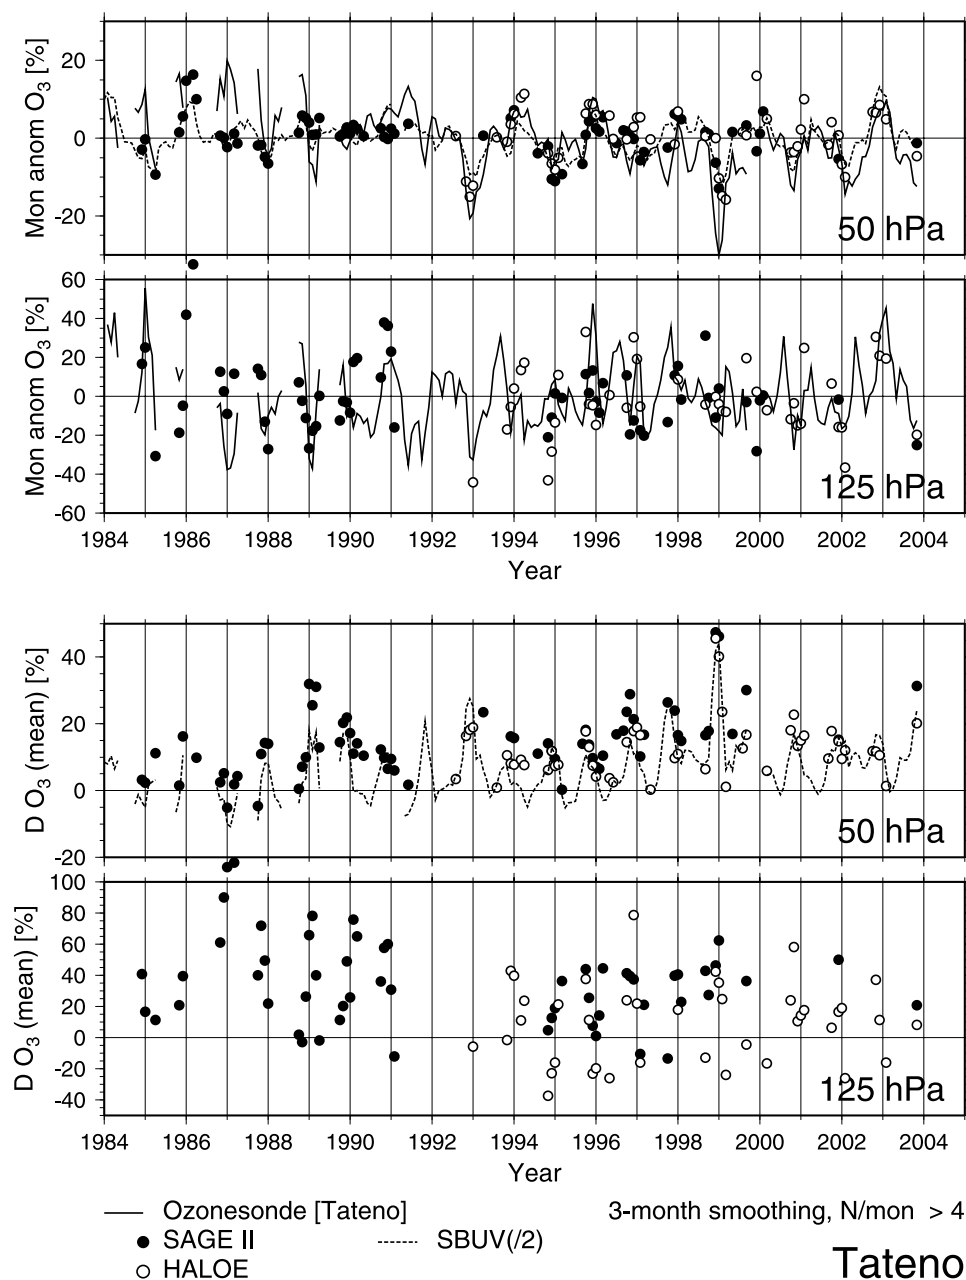 Mon anom O3 [%]
20
0
-20
50 hPa
Mon anom O3 [%]
60
40
20
0
-20
-40
-60
125 hPa
1984 1986 1988 1990 1992 1994 1996 1998 2000 2002 2004
Year
D O3 (mean) [%]
40
20
0
-20
50 hPa
D O3 (mean) [%]
100
80
60
40
20
0
-20
-40
125 hPa
1984 1986 1988 1990 1992 1994 1996 1998 2000 2002 2004
Year
Ozonesonde [Tateno] 3-month smoothing, N/mon > 4
SAGE II SBUV(/2)
HALOE
Tateno